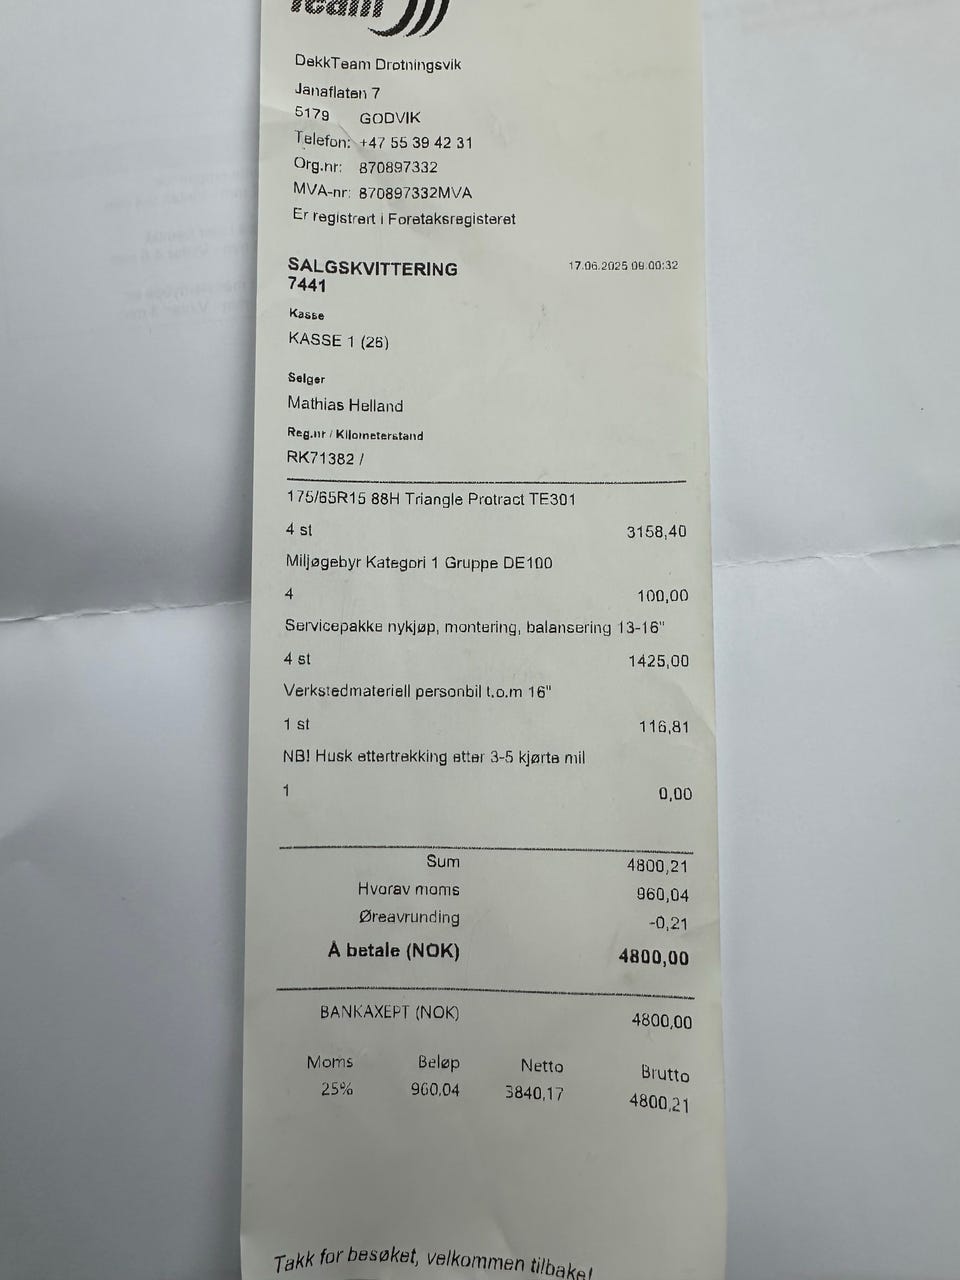 Team
DekkTeam Drotningsvik
Janaflaten 7
5179 GODVIK
Telefon: +47 55 39 42 31
Org.nr: 870897332
MVA-nr: 870897332MVA
Er registrert i Foretaksregisteret
SALGSKVITTERING 17.06.2025 09:00:32
7441
Kasse
KASSE 1 (26)
Selger
Mathias Helland
Reg.nr / Kilometerstand
RK71382 /
175/65R15 88H Triangle Protract TE301
4 st 3158,40
Miljøgebyr Kategori 1 Gruppe DE100
4 100,00
Servicepakke nykjøp, montering, balansering 13-16"
4 st 1425,00
Verkstedmateriell personbil t.o.m 16"
1 st 116,81
NB! Husk ettertrekking etter 3-5 kjørte mil
1 0,00
Sum 4800,21
Hvorav moms 960,04
Øreavrunding -0,21
Å betale (NOK) 4800,00
BANKAXEPT (NOK) 4800,00
Moms Beløp Netto Brutto
25% 960,04 3840,17 4800,21
Takk for besøket, velkommen tilbake!